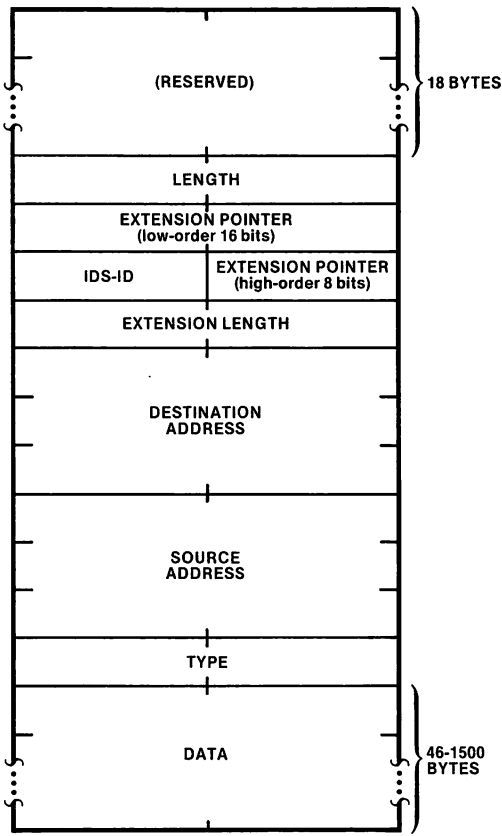 (RESERVED)
18 BYTES
LENGTH
EXTENSION POINTER
(low-order 16 bits)
IDS-ID
EXTENSION POINTER
(high-order 8 bits)
EXTENSION LENGTH
DESTINATION
ADDRESS
SOURCE
ADDRESS
TYPE
DATA
46-1500
BYTES